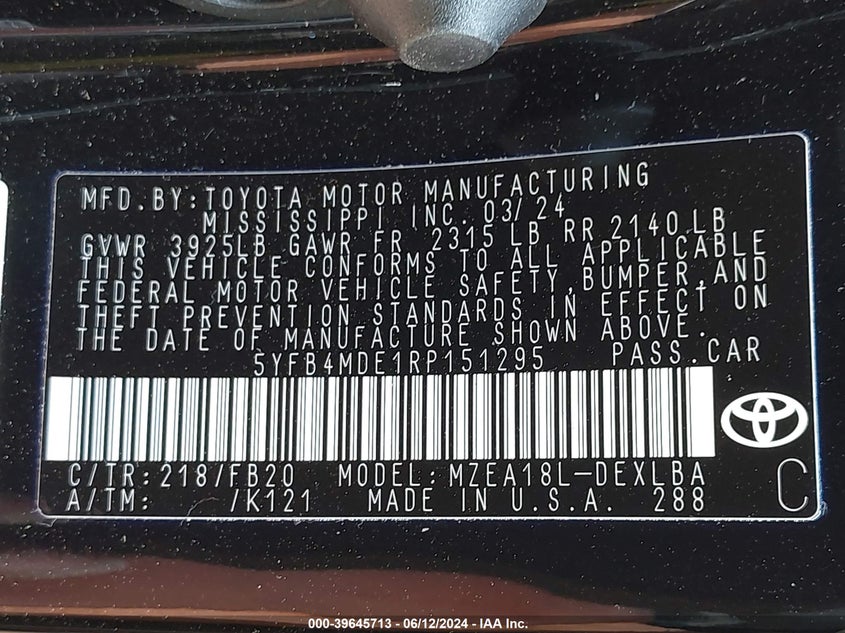 MFD. BY: TOYOTA MOTOR MANUFACTURING
MISSISSIPPI INC. 03/24
GVWR 3925LB GAWR FR 2315 LB RR 2140LB
THIS VEHICLE CONFORMS TO ALL APPLICABLE
FEDERAL MOTOR VEHICLE SAFETY, BUMPER, AND
THEFT PREVENTION STANDARDS IN EFFECT ON
THE DATE OF MANUFACTURE SHOWN ABOVE.
5YFB4MDE1RP151295 PASS. CAR
C/TR: 218/FB20 MODEL: MZEA18L-DEXLBA
A/TM: /K121 MADE IN U.S.A. 288 C
000-39645713 - 06/12/2024 - IAA Inc.